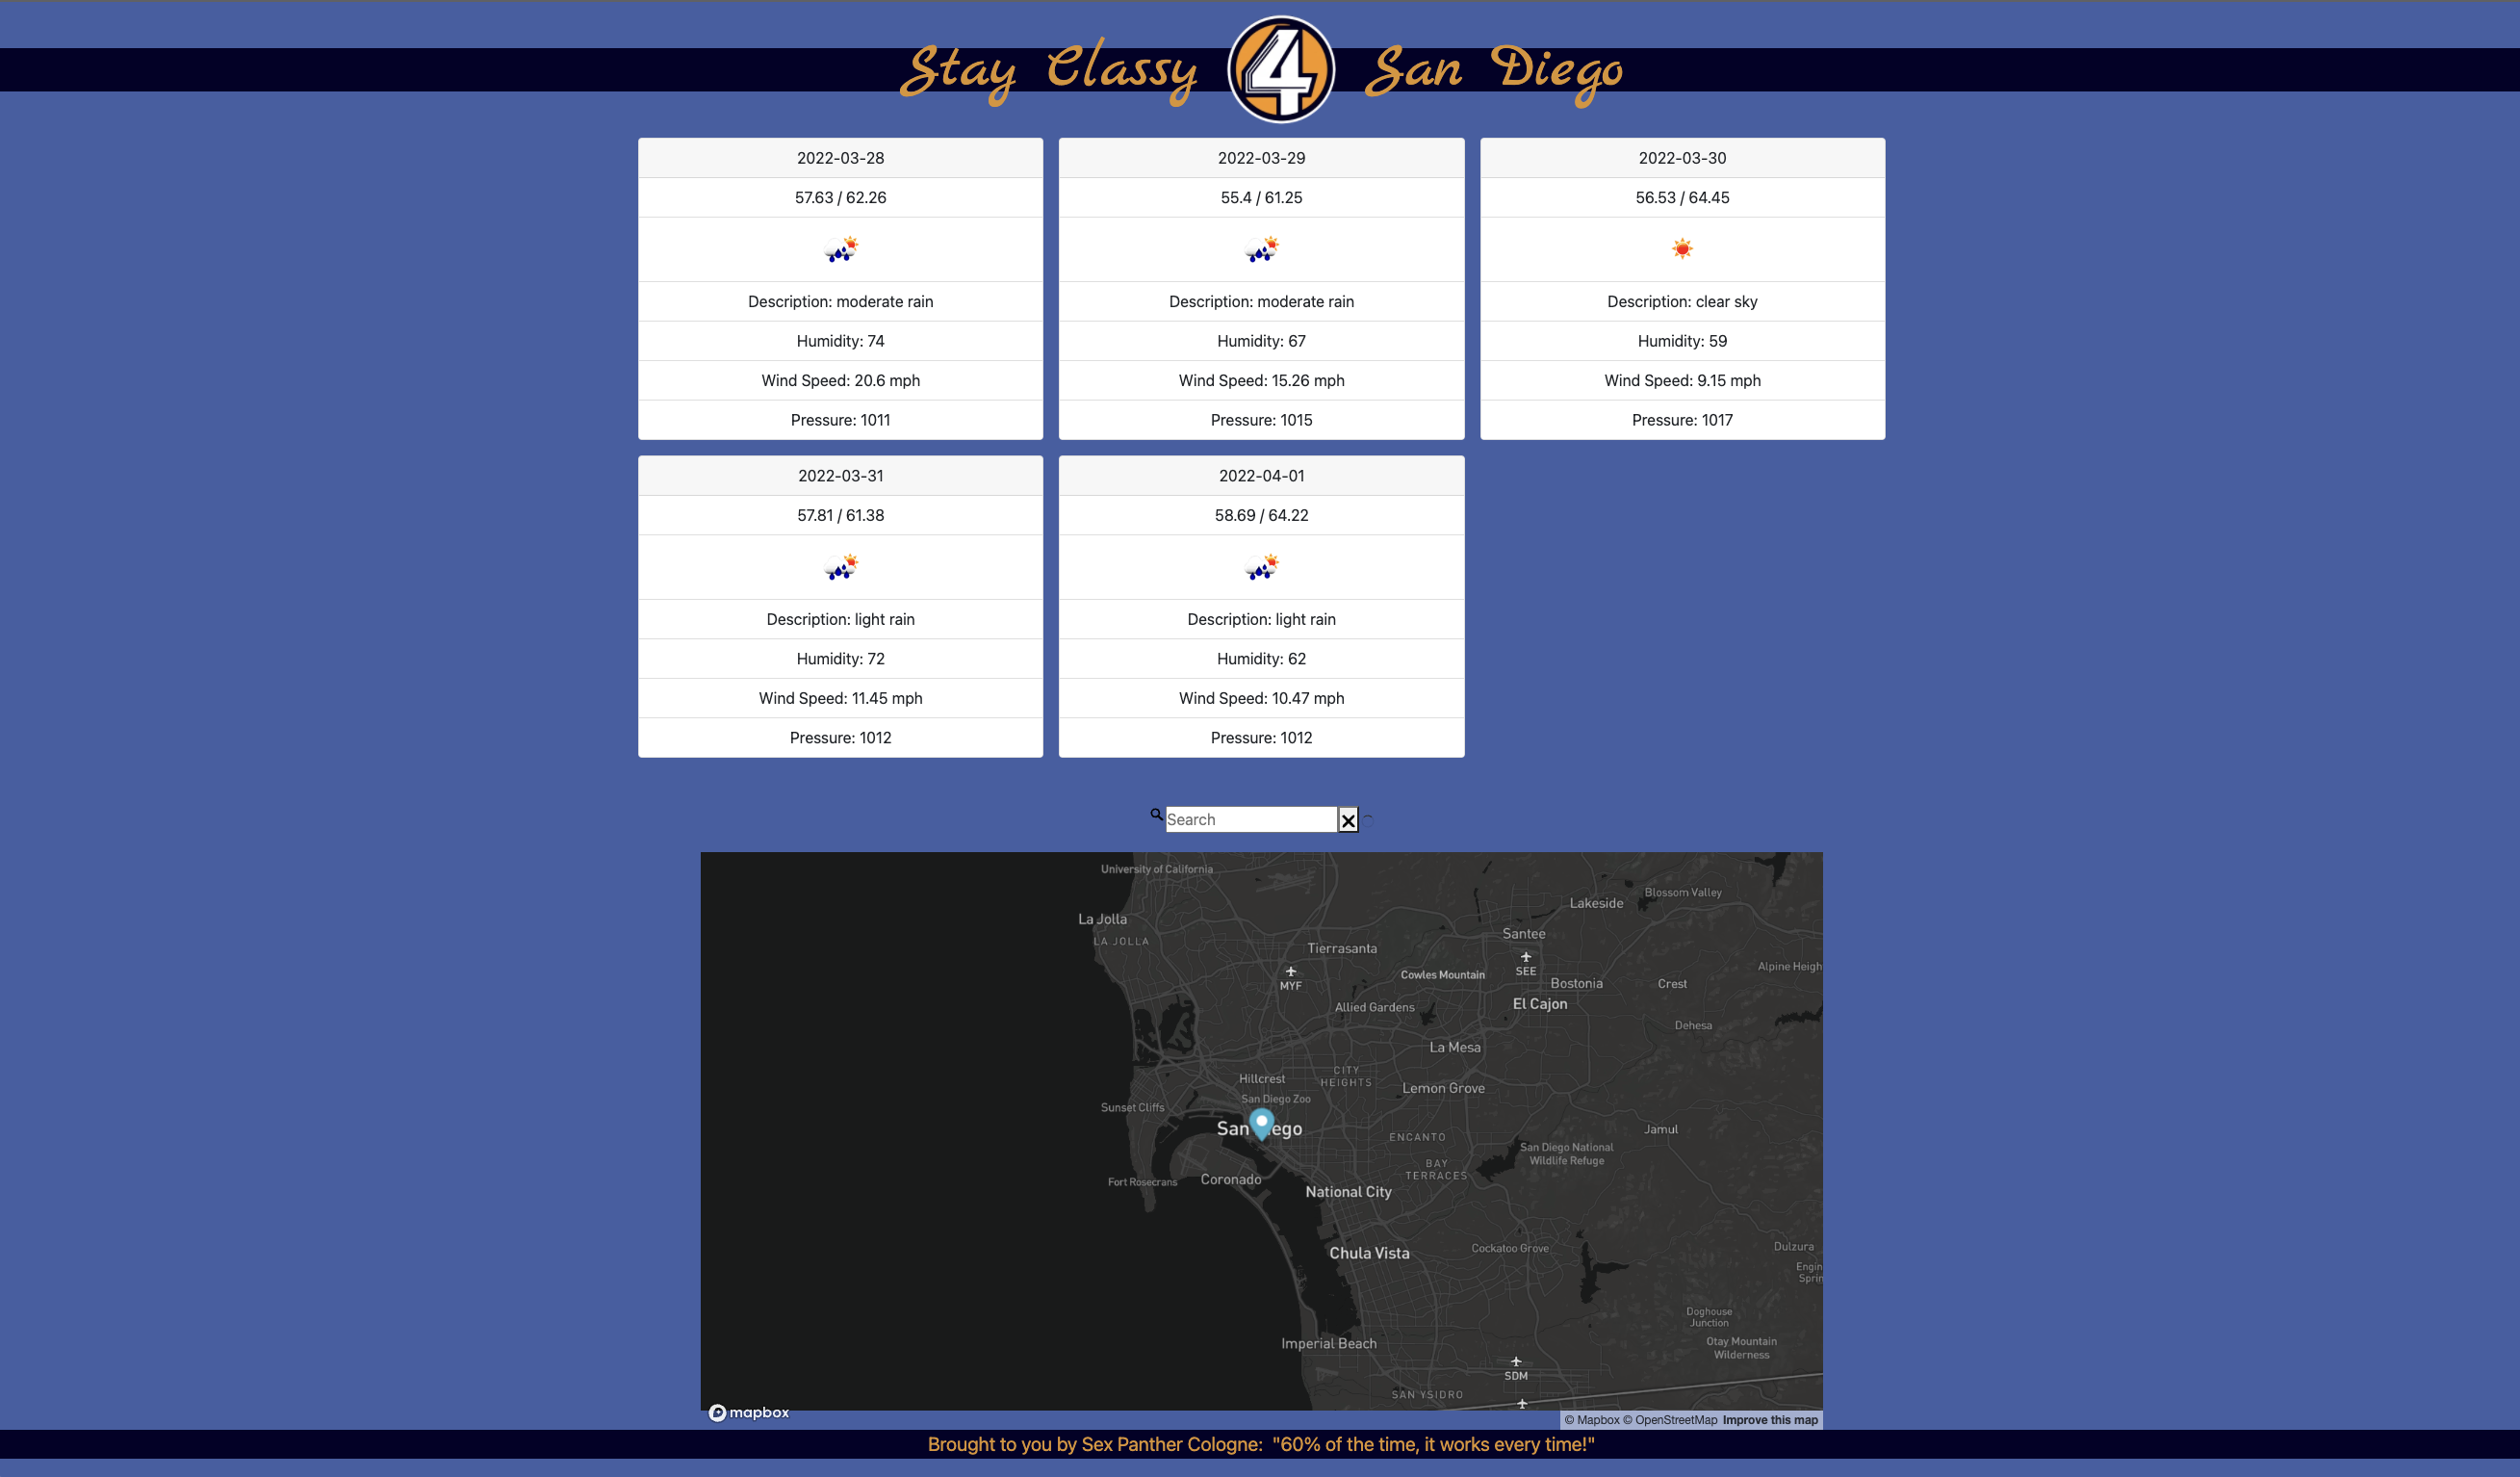 Stay Classy 4 San Diego
2022-03-28
57.63 / 62.26
Description: moderate rain
Humidity: 74
Wind Speed: 20.6 mph
Pressure: 1011
2022-03-29
55.4 / 61.25
Description: moderate rain
Humidity: 67
Wind Speed: 15.26 mph
Pressure: 1015
2022-03-30
56.53 / 64.45
Description: clear sky
Humidity: 59
Wind Speed: 9.15 mph
Pressure: 1017
2022-03-31
57.81 / 61.38
Description: light rain
Humidity: 72
Wind Speed: 11.45 mph
Pressure: 1012
2022-04-01
58.69 / 64.22
Description: light rain
Humidity: 62
Wind Speed: 10.47 mph
Pressure: 1012
Search
University of California
Blossom Valley
Lakeside
La Jolla
LA JOLLA
Santee
Tierrasanta
Cowles Mountain
SEE
Alpine Heigh
MYF
Bostonia
Crest
El Cajon
Allied Gardens
Dehesa
La Mesa
CITY
HEIGHTS
Hillcrest
Lemon Grove
San Diego Zoo
Sunset Cliffs
San ego
ENCANTO
Jamul
San Diego National
Wildlife Refuge
BAY
TERRACES
Coronado
Fort Rosecrans
National City
Chula Vista
Cockatoo Grove
Dulzura
Engin
Sprin
Doghouse
Junction
Imperial Beach
Otay Mountain
Wilderness
SDM
SAN YSIDRO
mapbox
© Mapbox © OpenStreetMap Improve this map
Brought to you by Sex Panther Cologne: "60% of the time, it works every time!"